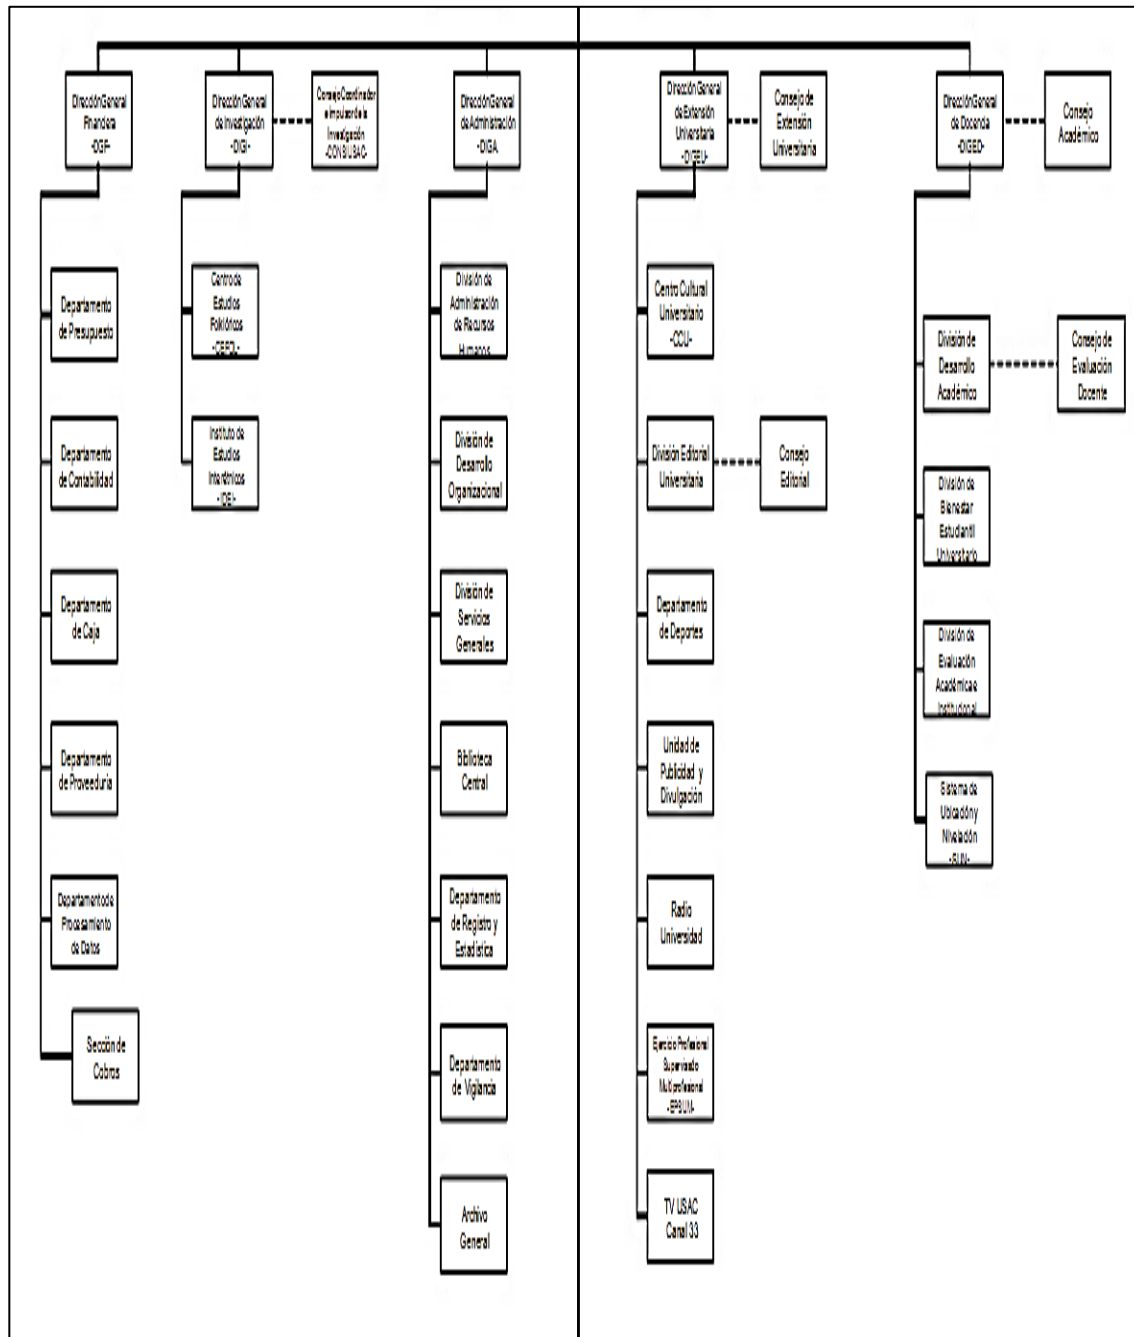 Dirección General
Financiera
-DGF-
Dirección General
de Investigación
-DIGI-
Consejo Coordinador
e Impulsor de la
Investigación
-CONSIUSAC-
Dirección General
de Administración
-DIGA
Dirección General
de Extensión
Universitaria
-DIGEU-
Consejo de
Extensión
Universitaria
Dirección General
de Docencia
-DIGED-
Consejo
Académico
Departamento
de Presupuesto
Departamento
de Contabilidad
Departamento
de Caja
Departamento
de Proveeduría
Departamento de
Procesamiento
de Datos
Sección de
Cobros
Centro de
Estudios
Folklóricos
-CEFOL-
Instituto de
Estudios
Interétnicos
-IDEI-
División de
Administración
de Recursos
Humanos
División de
Desarrollo
Organizacional
División de
Servicios
Generales
Biblioteca
Central
Departamento
de Registro y
Estadística
Departamento
de Vigilancia
Archivo
General
Centro Cultural
Universitario
-CCU-
División Editorial
Universitaria
Consejo
Editorial
Departamento
de Deportes
Unidad de
Publicidad y
Divulgación
Radio
Universidad
Ejercicio Profesional
Supervisado
Multiprofesional
-EPSUM-
TV USAC
Canal 33
División de
Desarrollo
Académico
Consejo de
Evaluación
Docente
División de
Bienestar
Estudiantil
Universitario
División de
Evaluación
Académica e
Institucional
Sistema de
Ubicación y
Nivelación
-SUN-